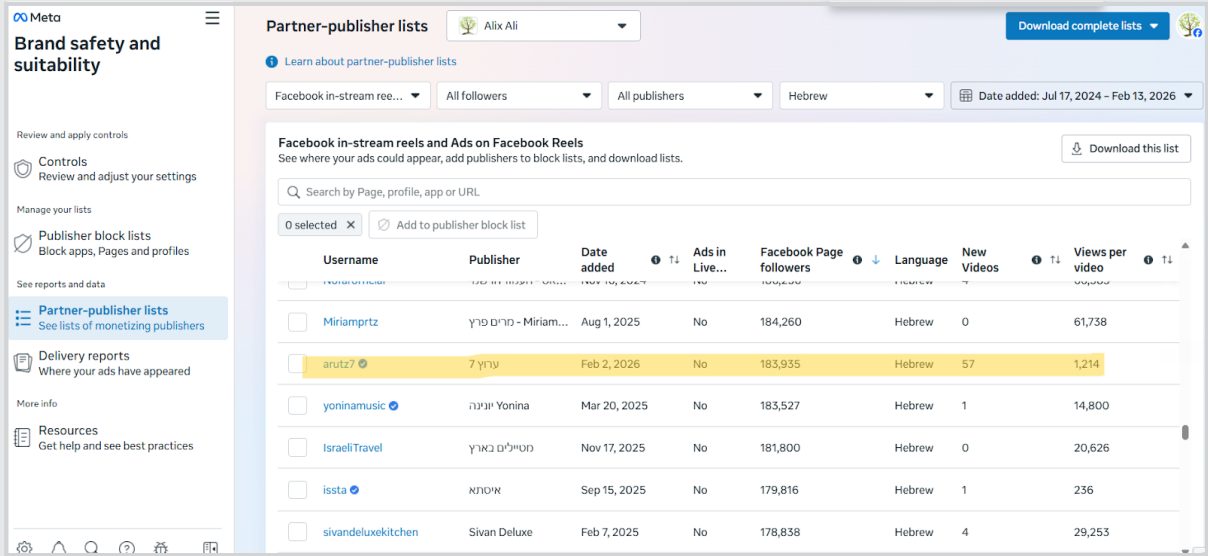 Meta
Brand safety and
suitability
Review and apply controls
Controls
Review and adjust your settings
Manage your lists
Publisher block lists
Block apps, Pages and profiles
See reports and data
Partner-publisher lists
See lists of monetizing publishers
Delivery reports
Where your ads have appeared
More info
Resources
Get help and see best practices
Partner-publisher lists
Alix Ali
Download complete lists
Learn about partner-publisher lists
Facebook in-stream ree...
All followers
All publishers
Hebrew
Date added: Jul 17, 2024 – Feb 13, 2026
Facebook in-stream reels and Ads on Facebook Reels
See where your ads could appear, add publishers to block lists, and download lists.
Download this list
Search by Page, profile, app or URL
0 selected
Add to publisher block list
Username Publisher Date added Ads in Live... Facebook Page followers Language New Videos Views per video
Miriamprtz מרים פרץ - Miriam... Aug 1, 2025 No 184,260 Hebrew 0 61,738
arutz7 ערוץ 7 Feb 2, 2026 No 183,935 Hebrew 57 1,214
yoninamusic יונינה Yonina Mar 20, 2025 No 183,527 Hebrew 1 14,800
IsraeliTravel מטיילים בארץ Nov 17, 2025 No 181,800 Hebrew 0 20,626
issta איסתא Sep 15, 2025 No 179,816 Hebrew 1 236
sivandeluxekitchen Sivan Deluxe Feb 7, 2025 No 178,838 Hebrew 4 29,253